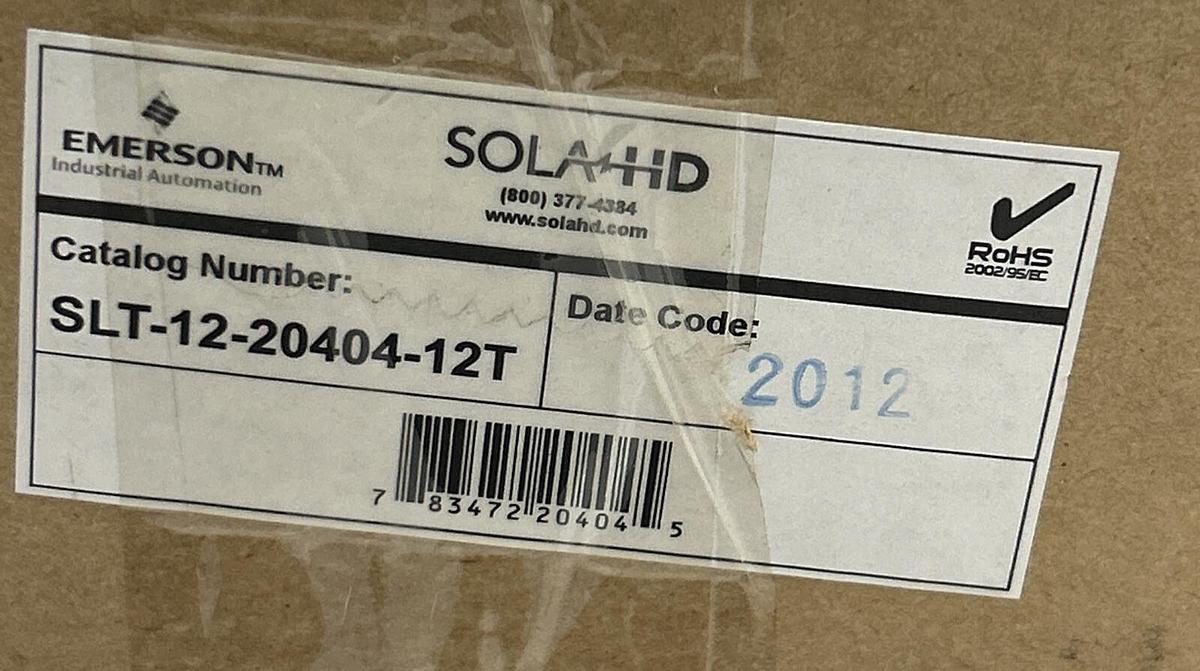 EMERSON™
Industrial Automation
SOLA HD
(800) 377-4384
www.solahd.com
RoHS
2002/95/EC
Catalog Number:
SLT-12-20404-12T
Date Code:
2012
7 83472 20404 5